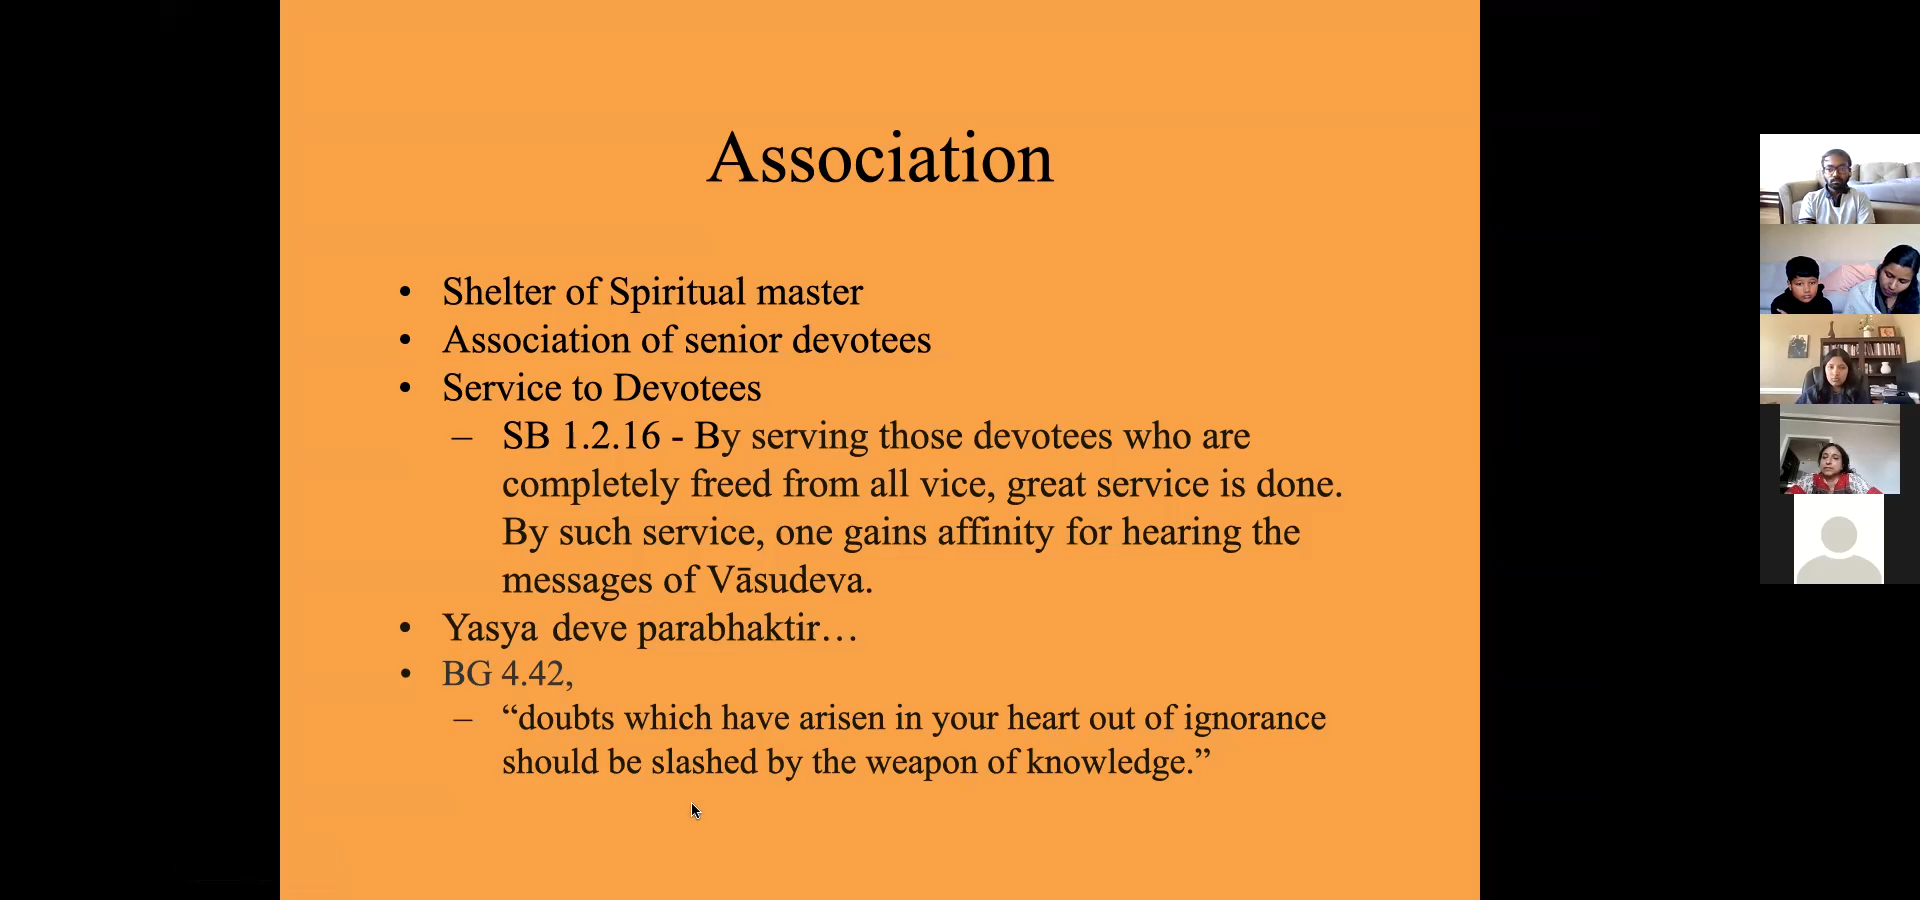 Association
• Shelter of Spiritual master
• Association of senior devotees
• Service to Devotees
– SB 1.2.16 - By serving those devotees who are
completely freed from all vice, great service is done.
By such service, one gains affinity for hearing the
messages of Vāsudeva.
• Yasya deve parabhaktir…
• BG 4.42,
– “doubts which have arisen in your heart out of ignorance
should be slashed by the weapon of knowledge.”